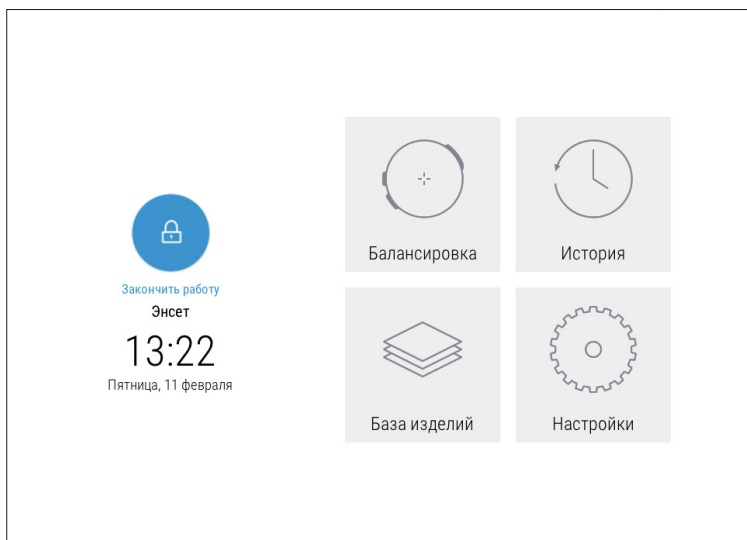 Закончить работу
Энсет
13:22
Пятница, 11 февраля
Балансировка
История
База изделий
Настройки